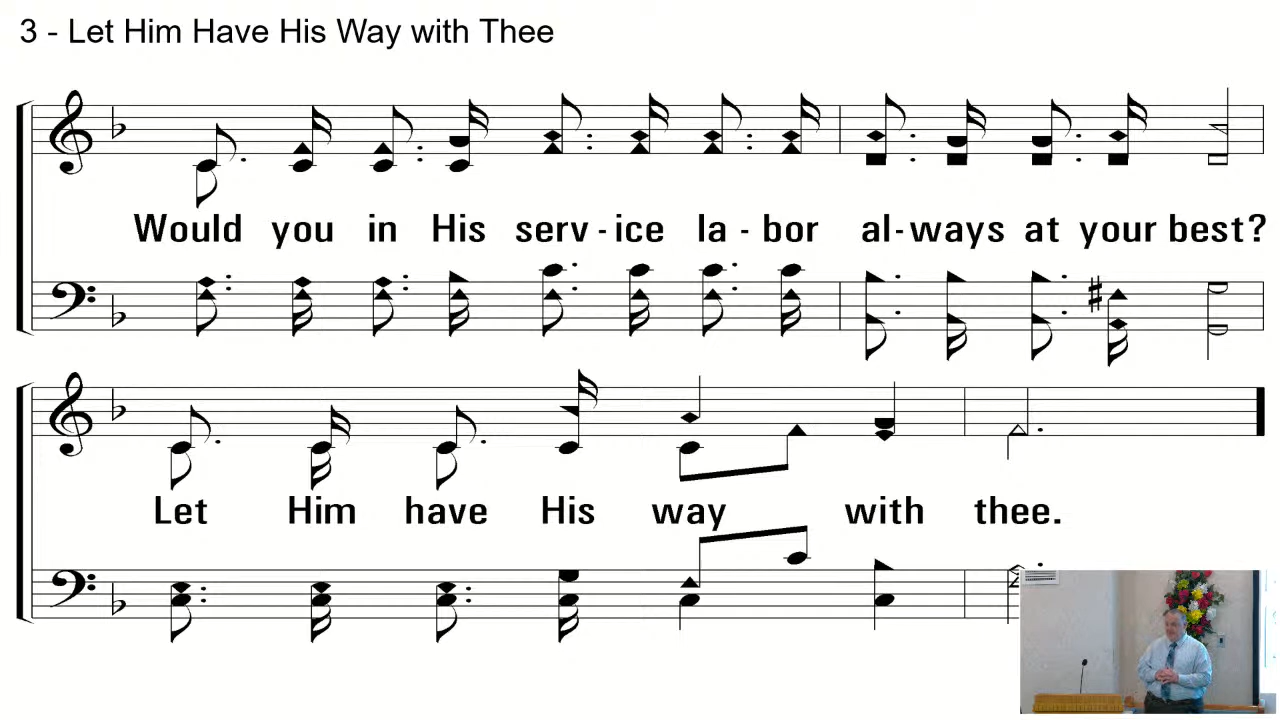 3 - Let Him Have His Way with Thee
Would you in His serv - ice la - bor al - ways at your best?
Let Him have His way with thee.